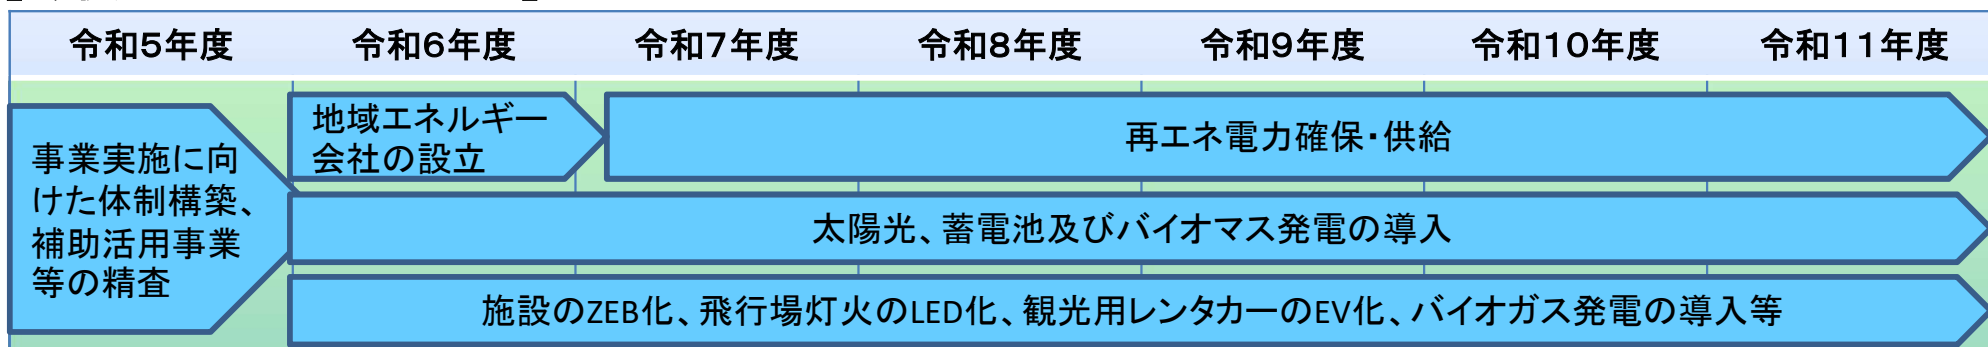 令和5年度 令和6年度 令和7年度 令和8年度 令和9年度 令和10年度 令和11年度
事業実施に向
けた体制構築、
補助活用事業
等の精査
地域エネルギー
会社の設立
再エネ電力確保・供給
太陽光、蓄電池及びバイオマス発電の導入
施設のZEB化、飛行場灯火のLED化、観光用レンタカーのEV化、バイオガス発電の導入等